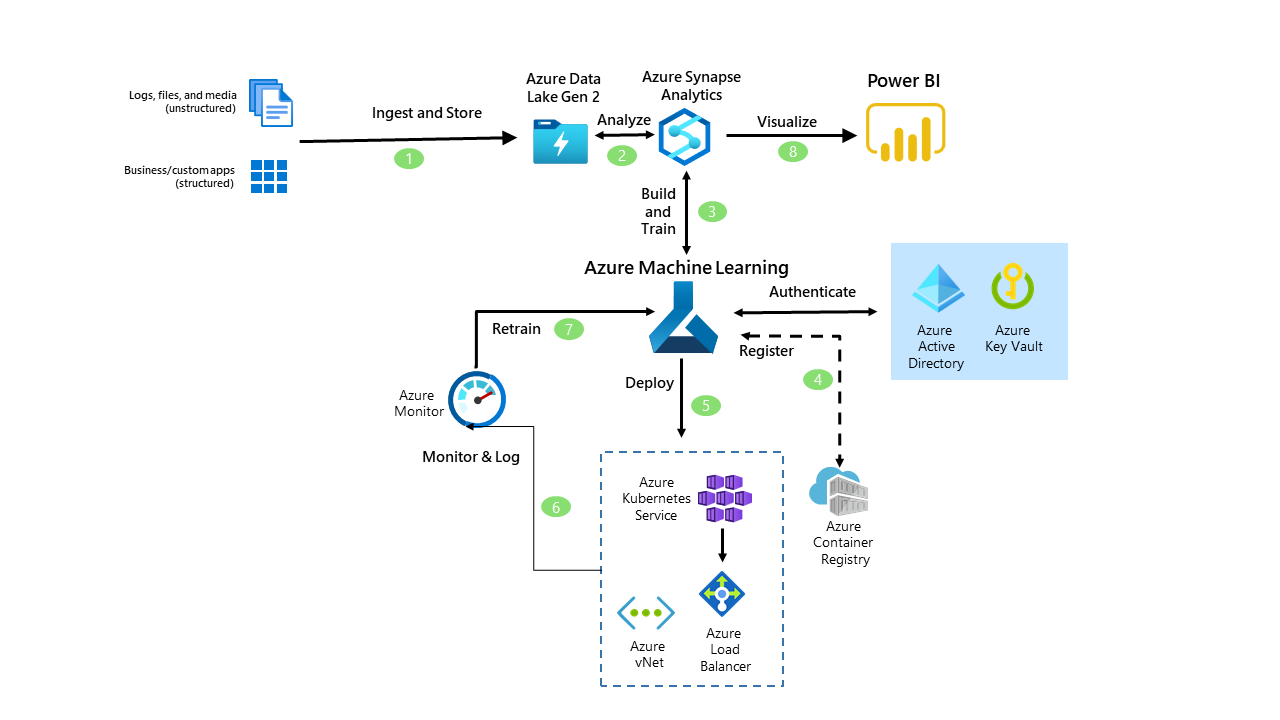 Logs, files, and media
(unstructured)
Business/custom apps
(structured)
Ingest and Store
1
Azure Data
Lake Gen 2
Analyze
2
Azure Synapse
Analytics
Visualize
8
Power BI
Build
and
Train
3
Azure Machine Learning
Authenticate
Azure
Active
Directory
Azure
Key Vault
Retrain
7
Register
4
Deploy
5
Azure
Monitor
Monitor & Log
6
Azure
Kubernetes
Service
Azure
Container
Registry
Azure
vNet
Azure
Load
Balancer